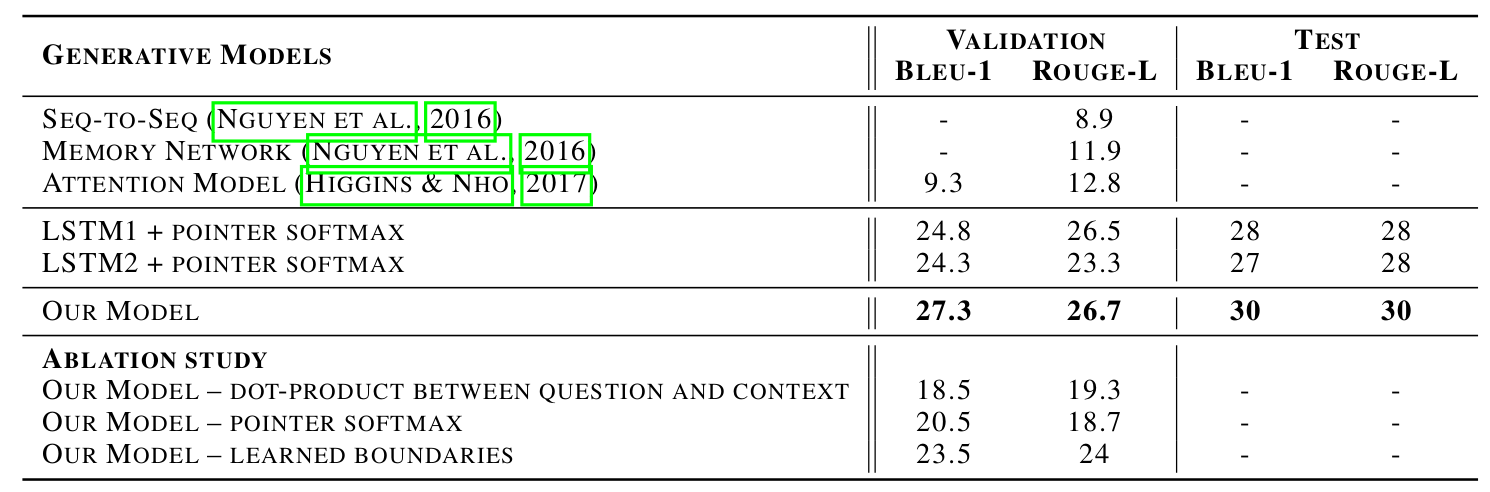 GENERATIVE MODELS VALIDATION TEST
BLEU-1 ROUGE-L BLEU-1 ROUGE-L
SEQ-TO-SEQ (NGUYEN ET AL., 2016) - 8.9 - -
MEMORY NETWORK (NGUYEN ET AL., 2016) - 11.9 - -
ATTENTION MODEL (HIGGINS & NHO, 2017) 9.3 12.8 - -
LSTM1 + POINTER SOFTMAX 24.8 26.5 28 28
LSTM2 + POINTER SOFTMAX 24.3 23.3 27 28
OUR MODEL 27.3 26.7 30 30
ABLATION STUDY
OUR MODEL – DOT-PRODUCT BETWEEN QUESTION AND CONTEXT 18.5 19.3 - -
OUR MODEL – POINTER SOFTMAX 20.5 18.7 - -
OUR MODEL – LEARNED BOUNDARIES 23.5 24 - -